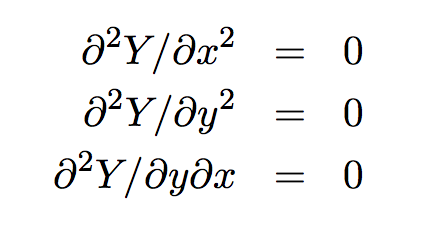 ∂²Y/∂x² = 0
∂²Y/∂y² = 0
∂²Y/∂y∂x = 0